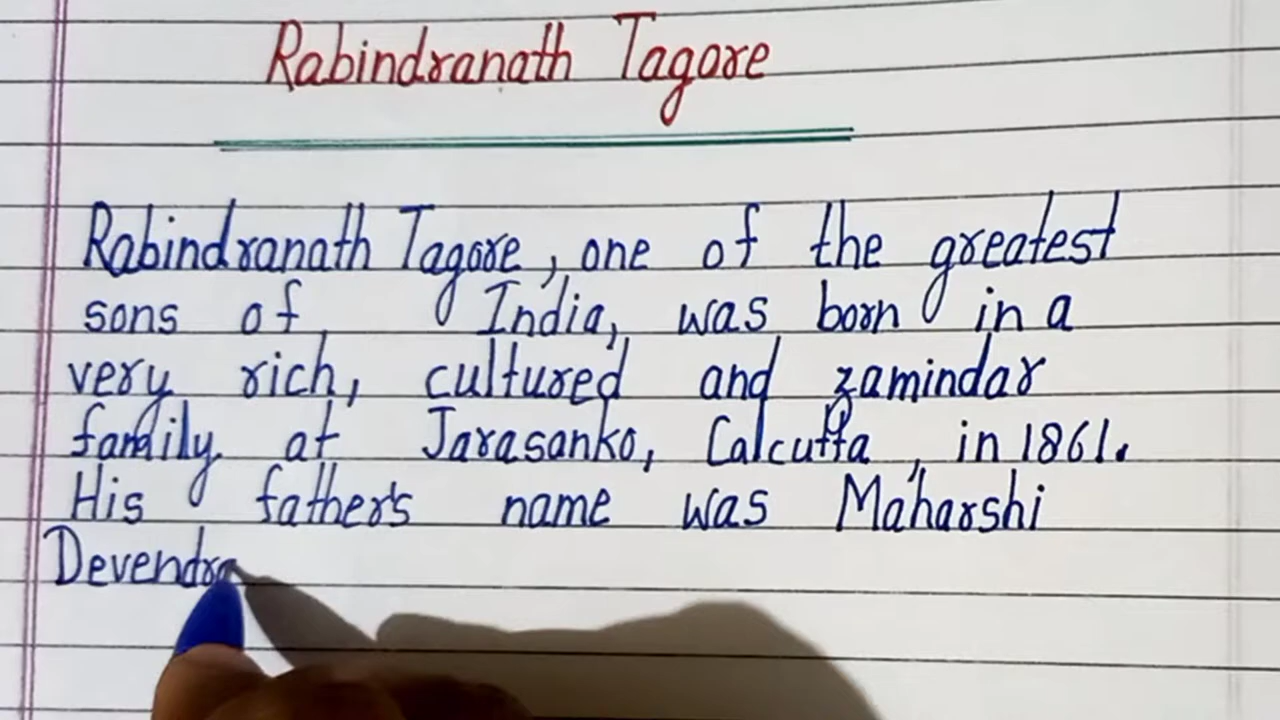 Rabindranath Tagore
Rabindranath Tagore, one of the greatest
sons of India, was born in a
very rich, cultured and zamindar
family at Jarasanko, Calcutta, in 1861.
His father's name was Maharshi
Devendra